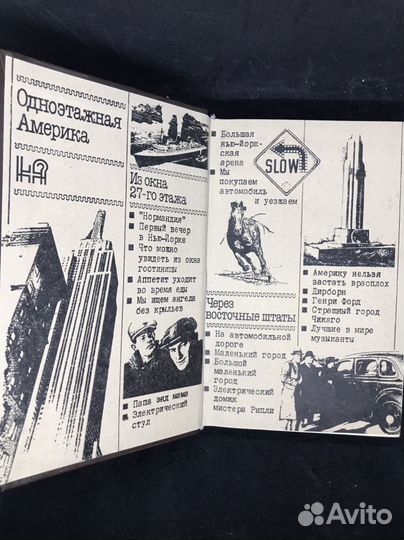 Одноэтажная
Америка
Из окна
27-го этажа
"Нормандия"
Первый вечер
в Нью-Йорке
Что можно
увидеть из окна
гостиницы
Аппетит уходит
во время еды
Мы ищем ангела
без крыльев
Папа энд мама
Электрический
стул
Большая
нью-йорк-
ская
арена
Мы
покупаем
автомобиль
и уезжаем
SLOW
Через
восточные штаты
На автомобильной
дороге
Маленький город
Большой
маленький
город
Электрический
домик
мистера Рипли
Америку нельзя
застать врасплох
Дирборн
Генри Форд
Страшный город
Чикаго
Лучшие в мире
музыканты
Avito